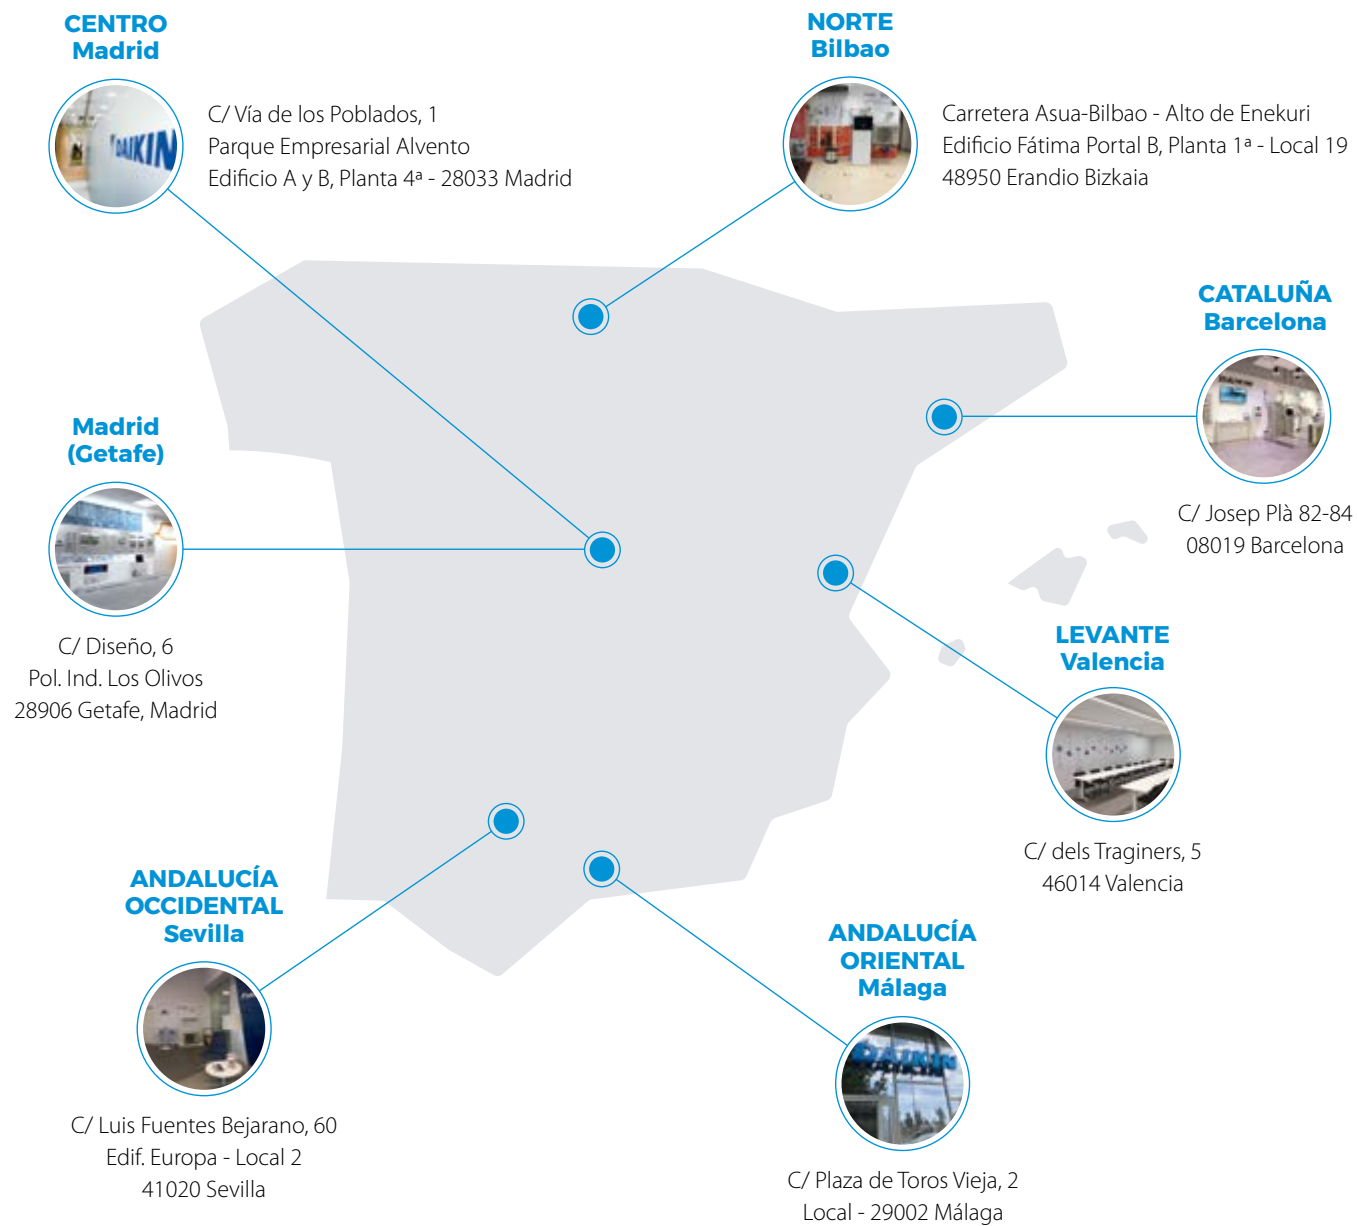 CENTRO
Madrid
DAIKIN
C/ Vía de los Poblados, 1
Parque Empresarial Alvento
Edificio A y B, Planta 4ª - 28033 Madrid
NORTE
Bilbao
Carretera Asua-Bilbao - Alto de Enekuri
Edificio Fátima Portal B, Planta 1ª - Local 19
48950 Erandio Bizkaia
CATALUÑA
Barcelona
DAIKIN
C/ Josep Plà 82-84
08019 Barcelona
Madrid
(Getafe)
C/ Diseño, 6
Pol. Ind. Los Olivos
28906 Getafe, Madrid
LEVANTE
Valencia
C/ dels Traginers, 5
46014 Valencia
ANDALUCÍA
OCCIDENTAL
Sevilla
C/ Luis Fuentes Bejarano, 60
Edif. Europa - Local 2
41020 Sevilla
ANDALUCÍA
ORIENTAL
Málaga
DAIKIN
C/ Plaza de Toros Vieja, 2
Local - 29002 Málaga